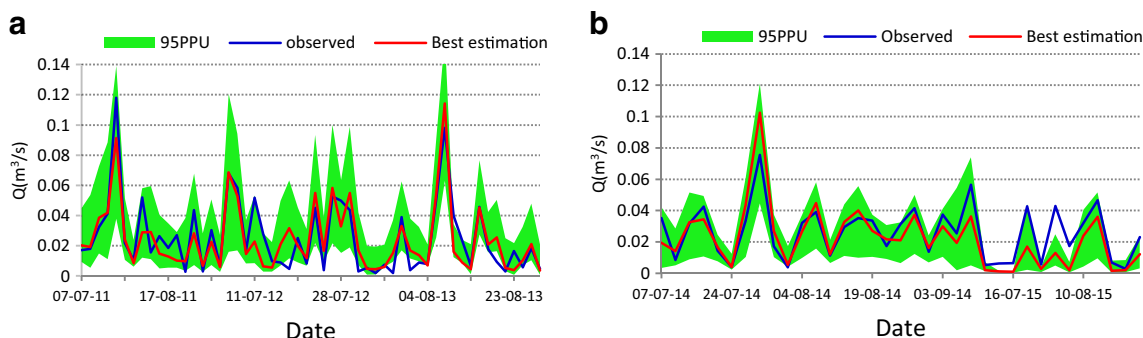 a
95PPU observed Best estimation
0.14
0.12
0.1
0.08
0.06
0.04
0.02
0
Q(m³/s)
07-07-11 17-08-11 11-07-12 28-07-12 04-08-13 23-08-13
Date
b
95PPU Observed Best estimation
0.14
0.12
0.1
0.08
0.06
0.04
0.02
0
Q(m³/s)
07-07-14 24-07-14 04-08-14 19-08-14 03-09-14 16-07-15 10-08-15
Date